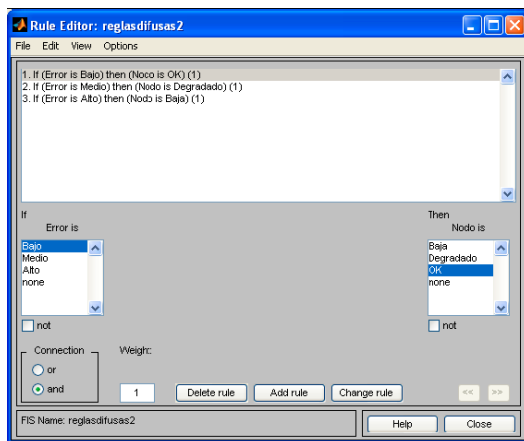 Rule Editor: reglasdifusas2
File Edit View Options
1. If (Error is Bajo) then (Noco is OK) (1)
2. If (Error is Medio) then (Nodo is Degradado) (1)
3. If (Error is Alto) then (Nodo is Baja) (1)
If
Then
Error is
Nodo is
Bajo
Medio
Alto
none
Baja
Degradado
OK
none
not
not
Connection
or
and
Weight:
1
Delete rule
Add rule
Change rule
<<
>>
FIS Name: reglasdifusas2
Help
Close